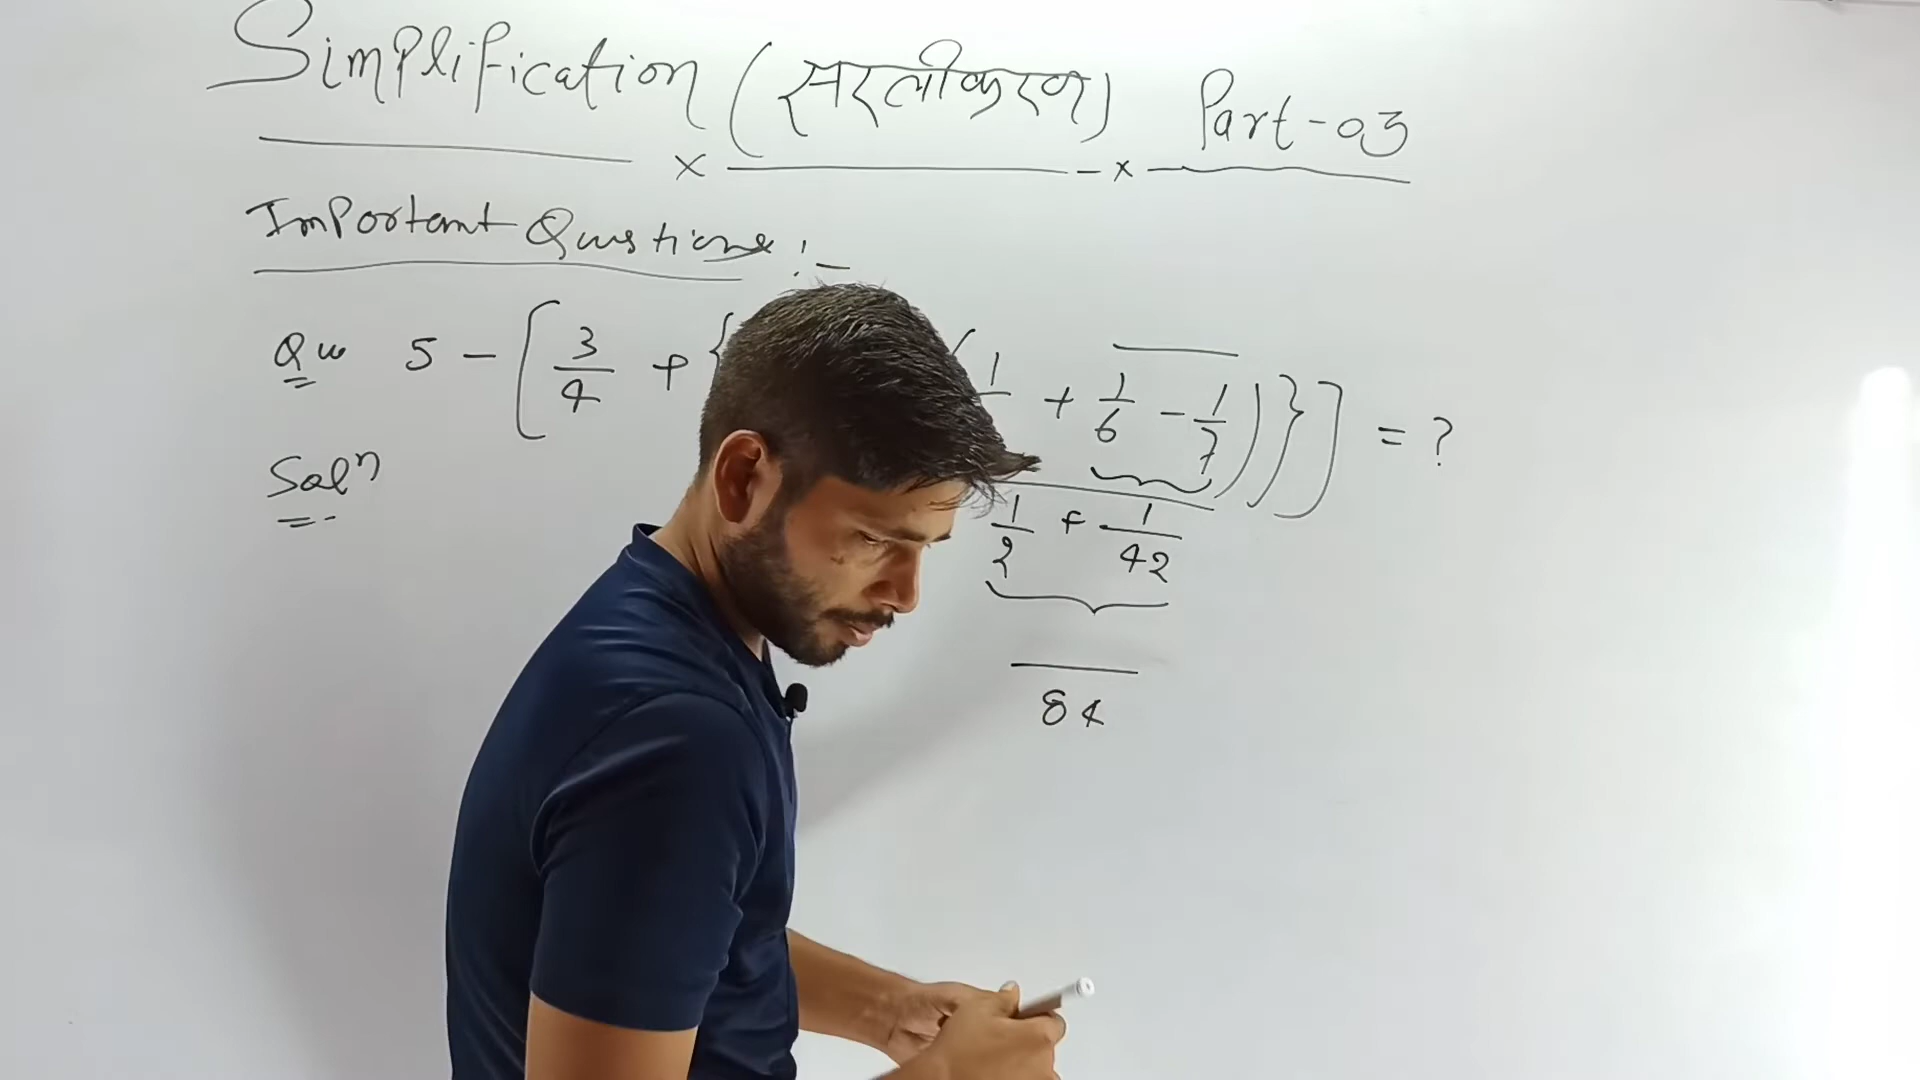 Simplification (सरलीकरण) Part-03
Important Questions :-
Qu 5 - [3/4 + { (1 + 1/6 - 1/7)}] = ?
Solⁿ
1/2 + 1/42
84